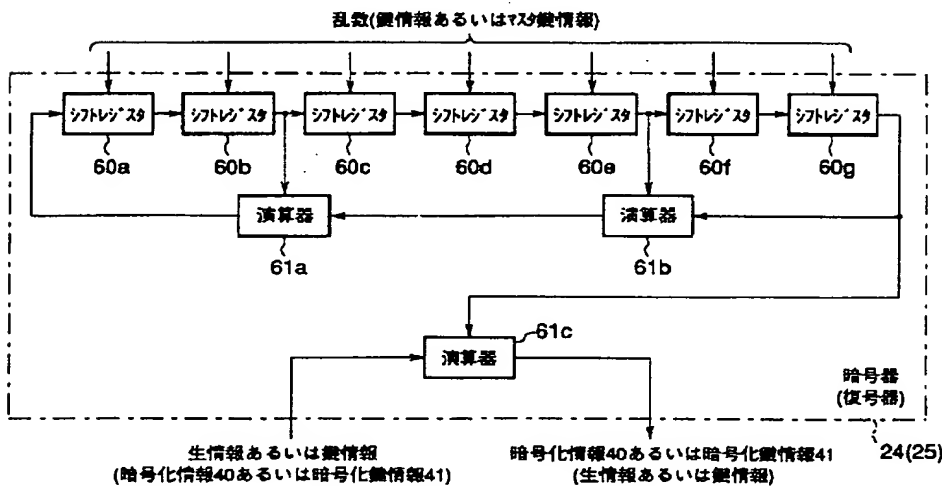 乱数(鍵情報あるいはマスタ鍵情報)
シフトレジスタ シフトレジスタ シフトレジスタ シフトレジスタ シフトレジスタ シフトレジスタ シフトレジスタ
60a 60b 60c 60d 60e 60f 60g
演算器 演算器
61a 61b
61c
演算器
暗号器
(復号器)
生情報あるいは鍵情報
(暗号化情報40あるいは暗号化鍵情報41)
暗号化情報40あるいは暗号化鍵情報41
(生情報あるいは鍵情報)
24(25)